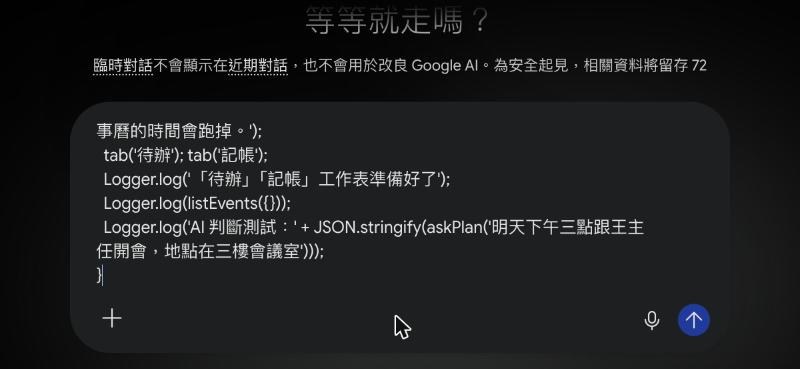 等等就走嗎？
臨時對話不會顯示在近期對話，也不會用於改良 Google AI。為安全起見，相關資料將留存 72
事曆的時間會跑掉。');
tab('待辦'); tab('記帳');
Logger.log('「待辦」「記帳」工作表準備好了');
Logger.log(listEvents({}));
Logger.log('AI 判斷測試：' + JSON.stringify(askPlan('明天下午三點跟王主
任開會，地點在三樓會議室')));
}